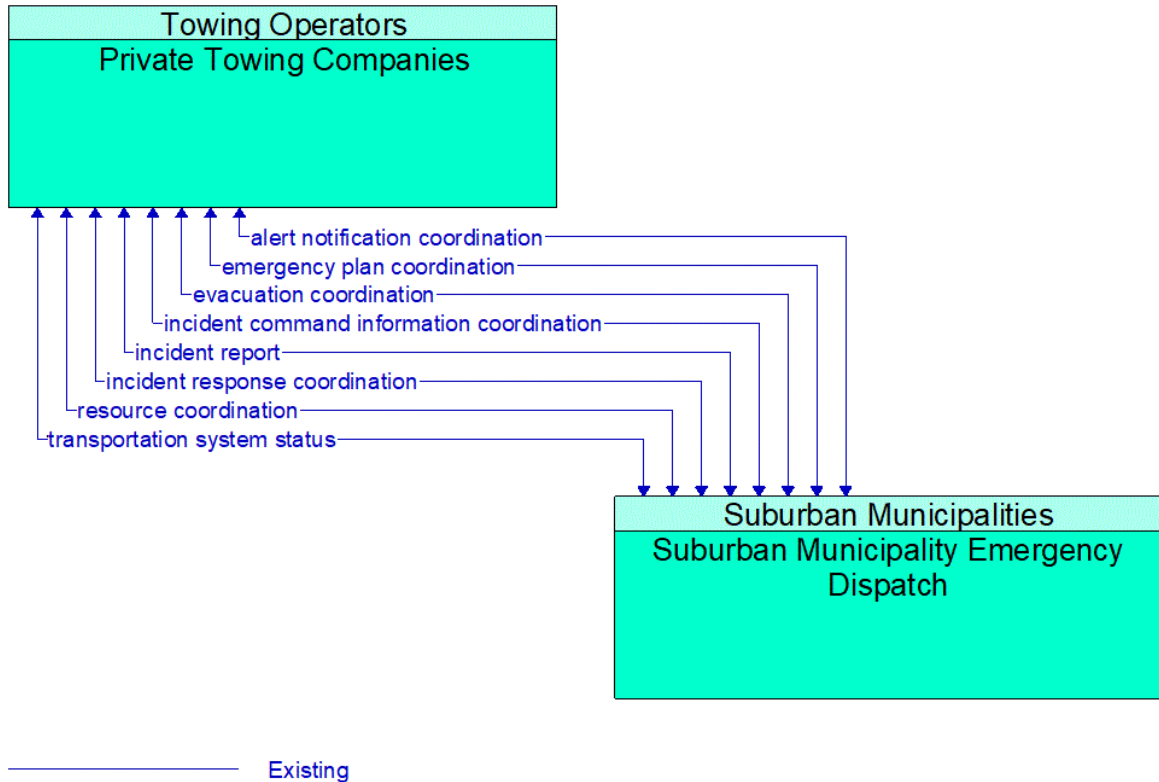 Towing Operators
Private Towing Companies
alert notification coordination
emergency plan coordination
evacuation coordination
incident command information coordination
incident report
incident response coordination
resource coordination
transportation system status
Suburban Municipalities
Suburban Municipality Emergency
Dispatch
Existing